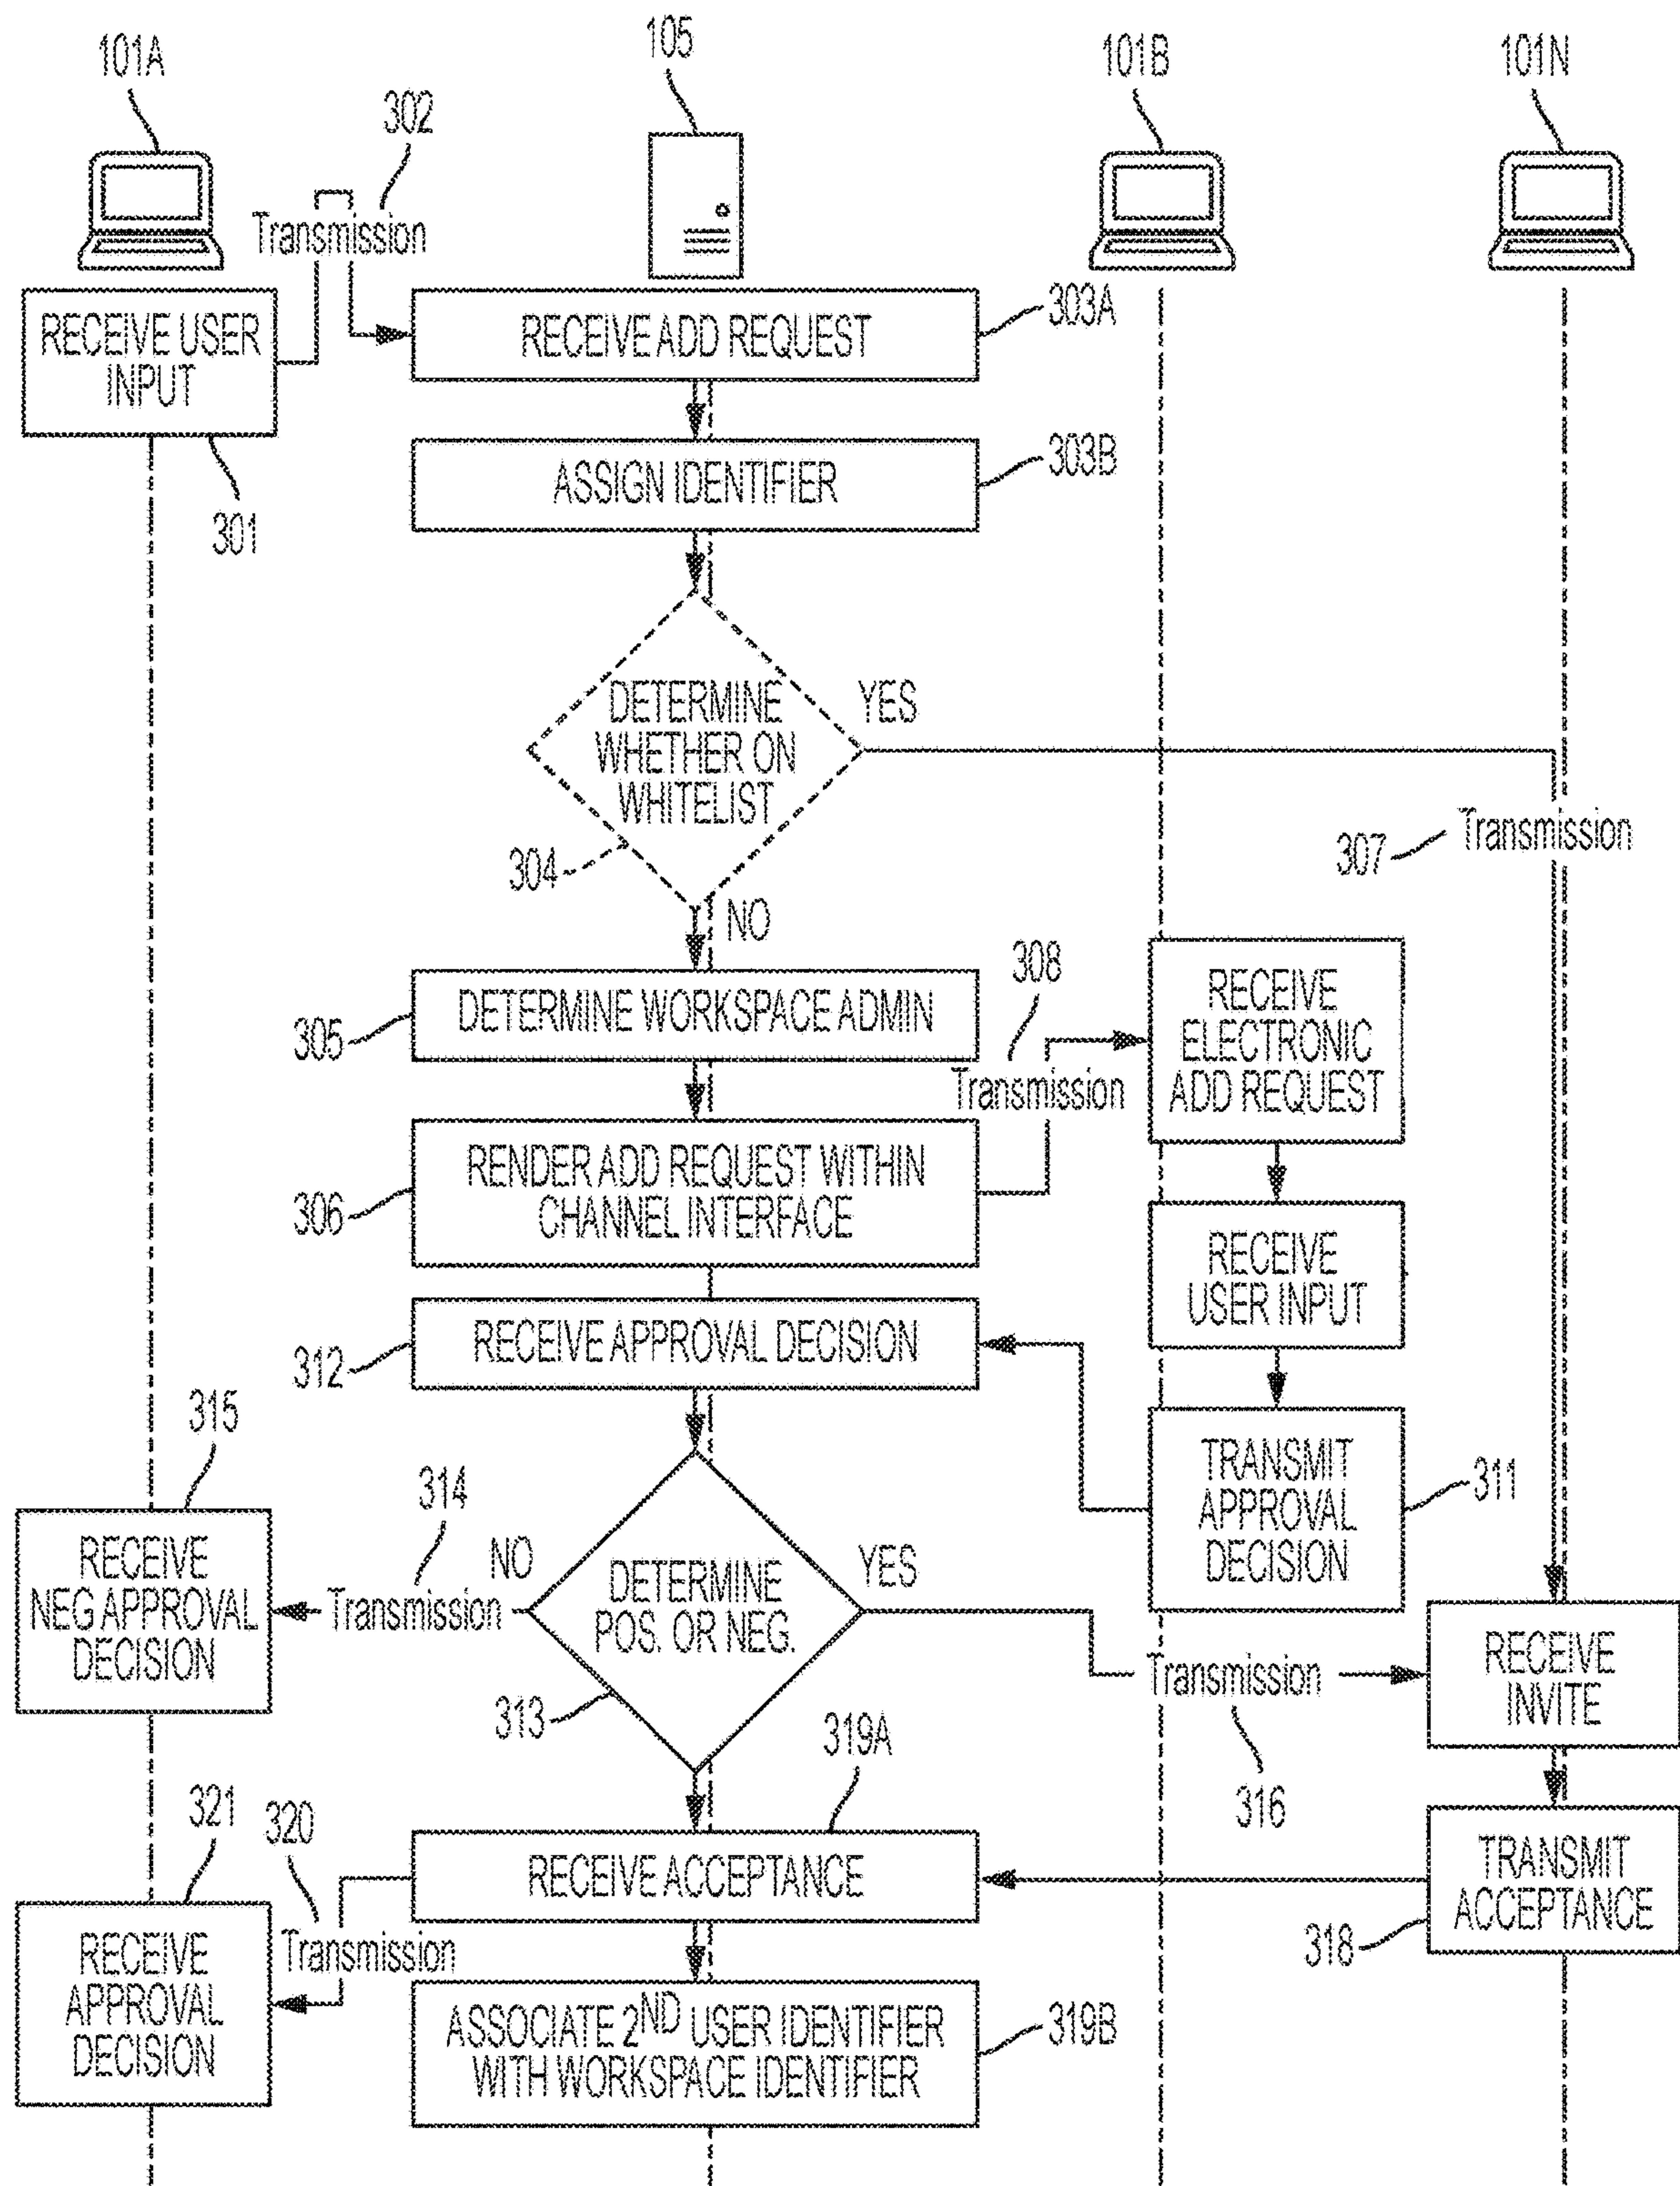 101A
105
101B
101N
302
Transmission
RECEIVE USER
INPUT
301
RECEIVE ADD REQUEST
303A
ASSIGN IDENTIFIER
303B
DETERMINE
WHETHER ON
WHITELIST
YES
304
NO
307
Transmission
DETERMINE WORKSPACE ADMIN
305
308
Transmission
RECEIVE
ELECTRONIC
ADD REQUEST
RENDER ADD REQUEST WITHIN
CHANNEL INTERFACE
306
RECEIVE
USER INPUT
RECEIVE APPROVAL DECISION
312
TRANSMIT
APPROVAL
DECISION
311
315
RECEIVE
NEG APPROVAL
DECISION
314
Transmission
NO
DETERMINE
POS. OR NEG.
YES
313
Transmission
316
RECEIVE
INVITE
319A
RECEIVE ACCEPTANCE
TRANSMIT
ACCEPTANCE
318
321
320
Transmission
RECEIVE
APPROVAL
DECISION
ASSOCIATE 2ND USER IDENTIFIER
WITH WORKSPACE IDENTIFIER
319B